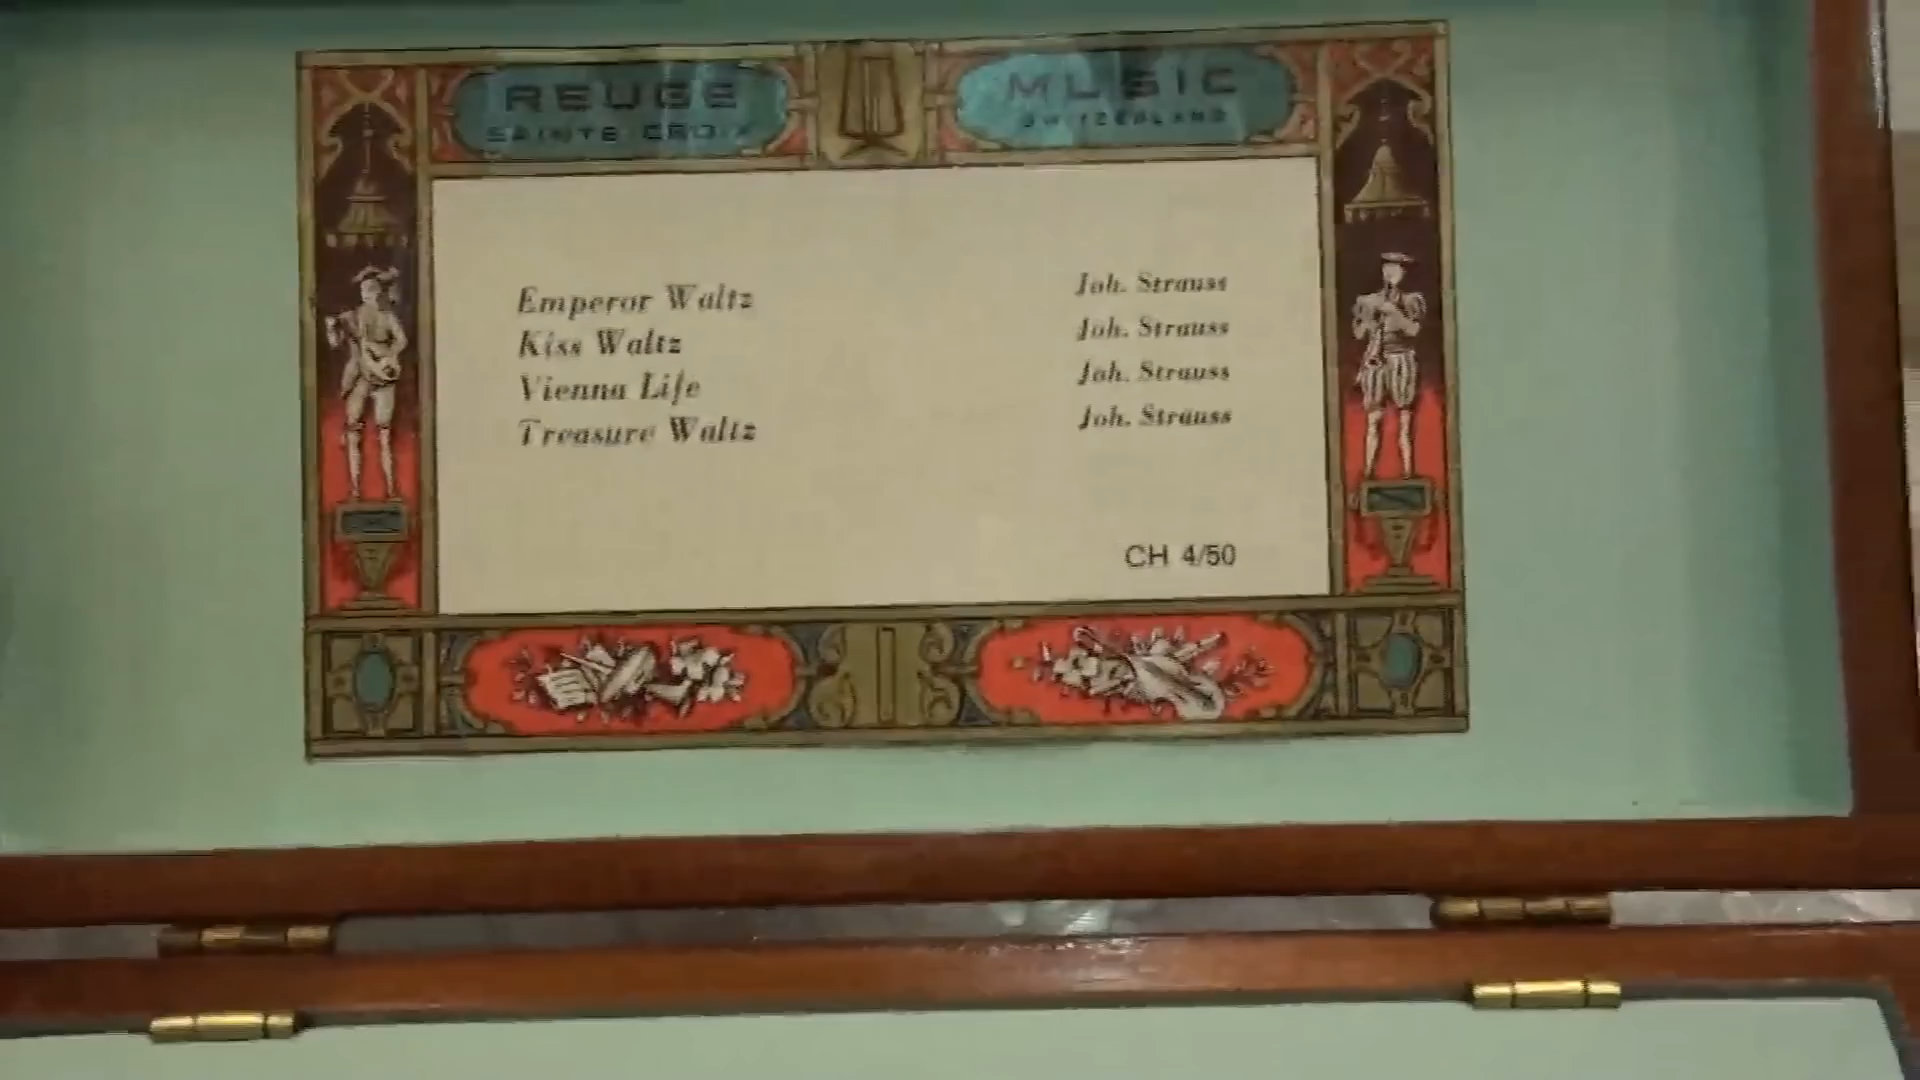 REUGE
SAINTE CROIX
MUSIC
SWITZERLAND
Emperor Waltz Joh. Strauss
Kiss Waltz Joh. Strauss
Vienna Life Joh. Strauss
Treasure Waltz Joh. Strauss
CH 4/50